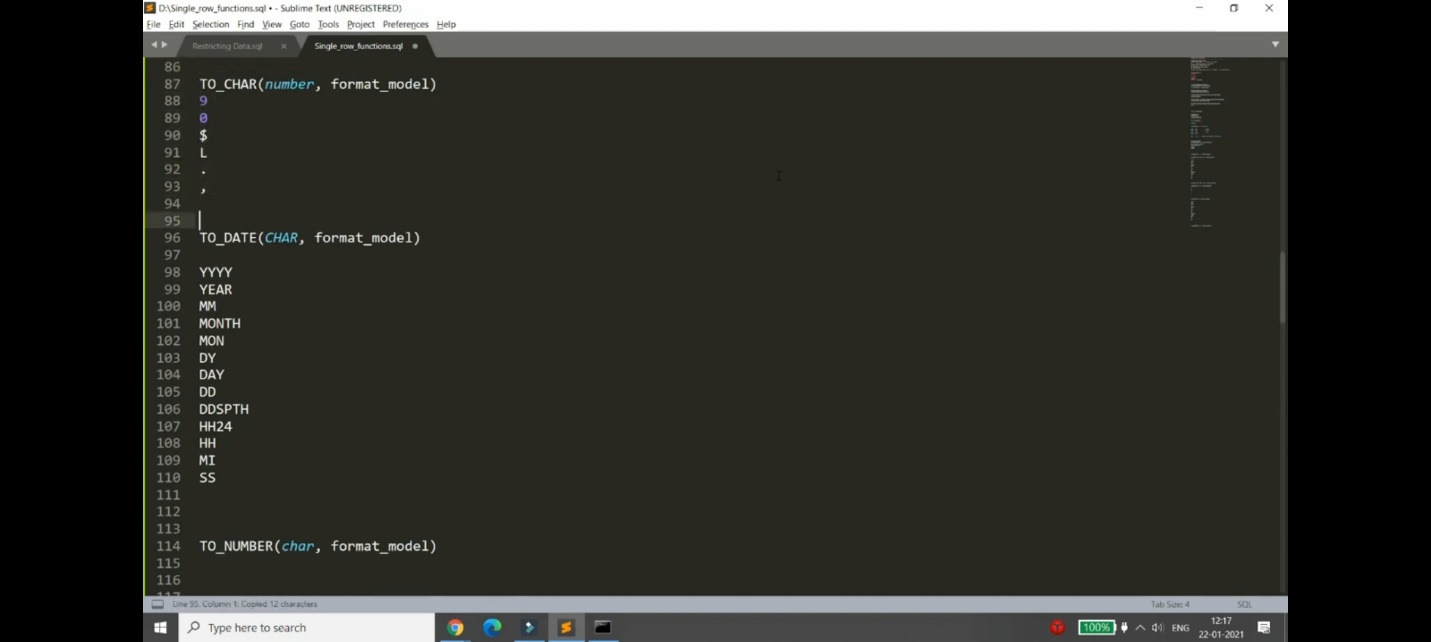 D:\Single_row_functions.sql • - Sublime Text (UNREGISTERED)
File Edit Selection Find View Goto Tools Project Preferences Help
Restricting Data.sql × Single_row_functions.sql
86
87 TO_CHAR(number, format_model)
88 9
89 0
90 $
91 L
92 .
93 ,
94
95
96 TO_DATE(CHAR, format_model)
97
98 YYYY
99 YEAR
100 MM
101 MONTH
102 MON
103 DY
104 DAY
105 DD
106 DDSPTH
107 HH24
108 HH
109 MI
110 SS
111
112
113
114 TO_NUMBER(char, format_model)
115
116
117
Line 95, Column 1; Copied 12 characters Tab Size: 4 SQL
Type here to search 100% ENG 12:17
22-01-2021